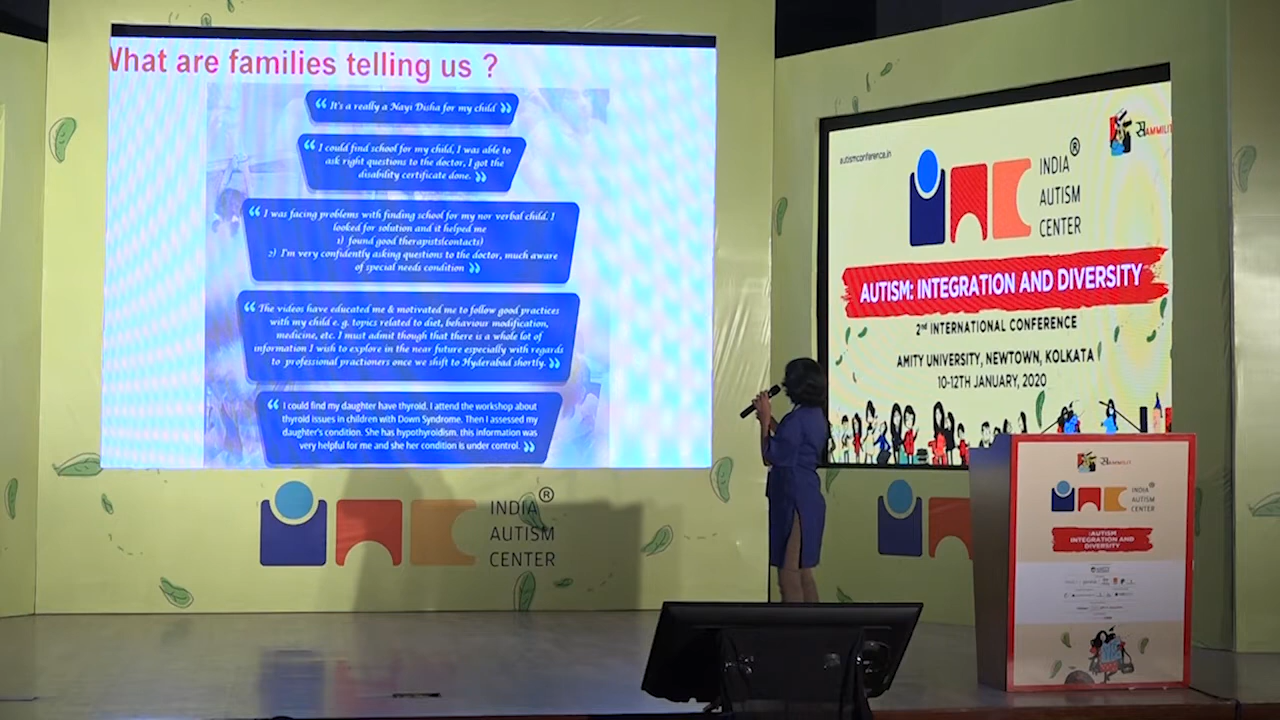 What are families telling us ?
“ It's a really a Nayi Disha for my child ”
“ I could find school for my child, I was able to
ask right questions to the doctor, I got the
disability certificate done. ”
“ I was facing problems with finding school for my nor verbal child. I
looked for solution and it helped me
1) found good therapists(contacts)
2) I'm very confidently asking questions to the doctor, much aware
of special needs condition ”
“ The videos have educated me & motivated me to follow good practices
with my child e. g. topics related to diet, behaviour modification,
medicine, etc. I must admit though that there is a whole lot of
information I wish to explore in the near future especially with regards
to professional practioners once we shift to Hyderabad shortly. ”
“ I could find my daughter have thyroid. I attend the workshop about
thyroid issues in children with Down Syndrome. Then I assessed my
daughter's condition. She has hypothyroidism, this information was
very helpful for me and she her condition is under control. ”
INDIA ®
AUTISM
CENTER
autismconference.in
INDIA ®
AUTISM
CENTER
AUTISM: INTEGRATION AND DIVERSITY
2nd INTERNATIONAL CONFERENCE
AMITY UNIVERSITY, NEWTOWN, KOLKATA
10-12TH JANUARY, 2020
INDIA ®
AUTISM
CENTER
AUTISM
INTEGRATION AND
DIVERSITY